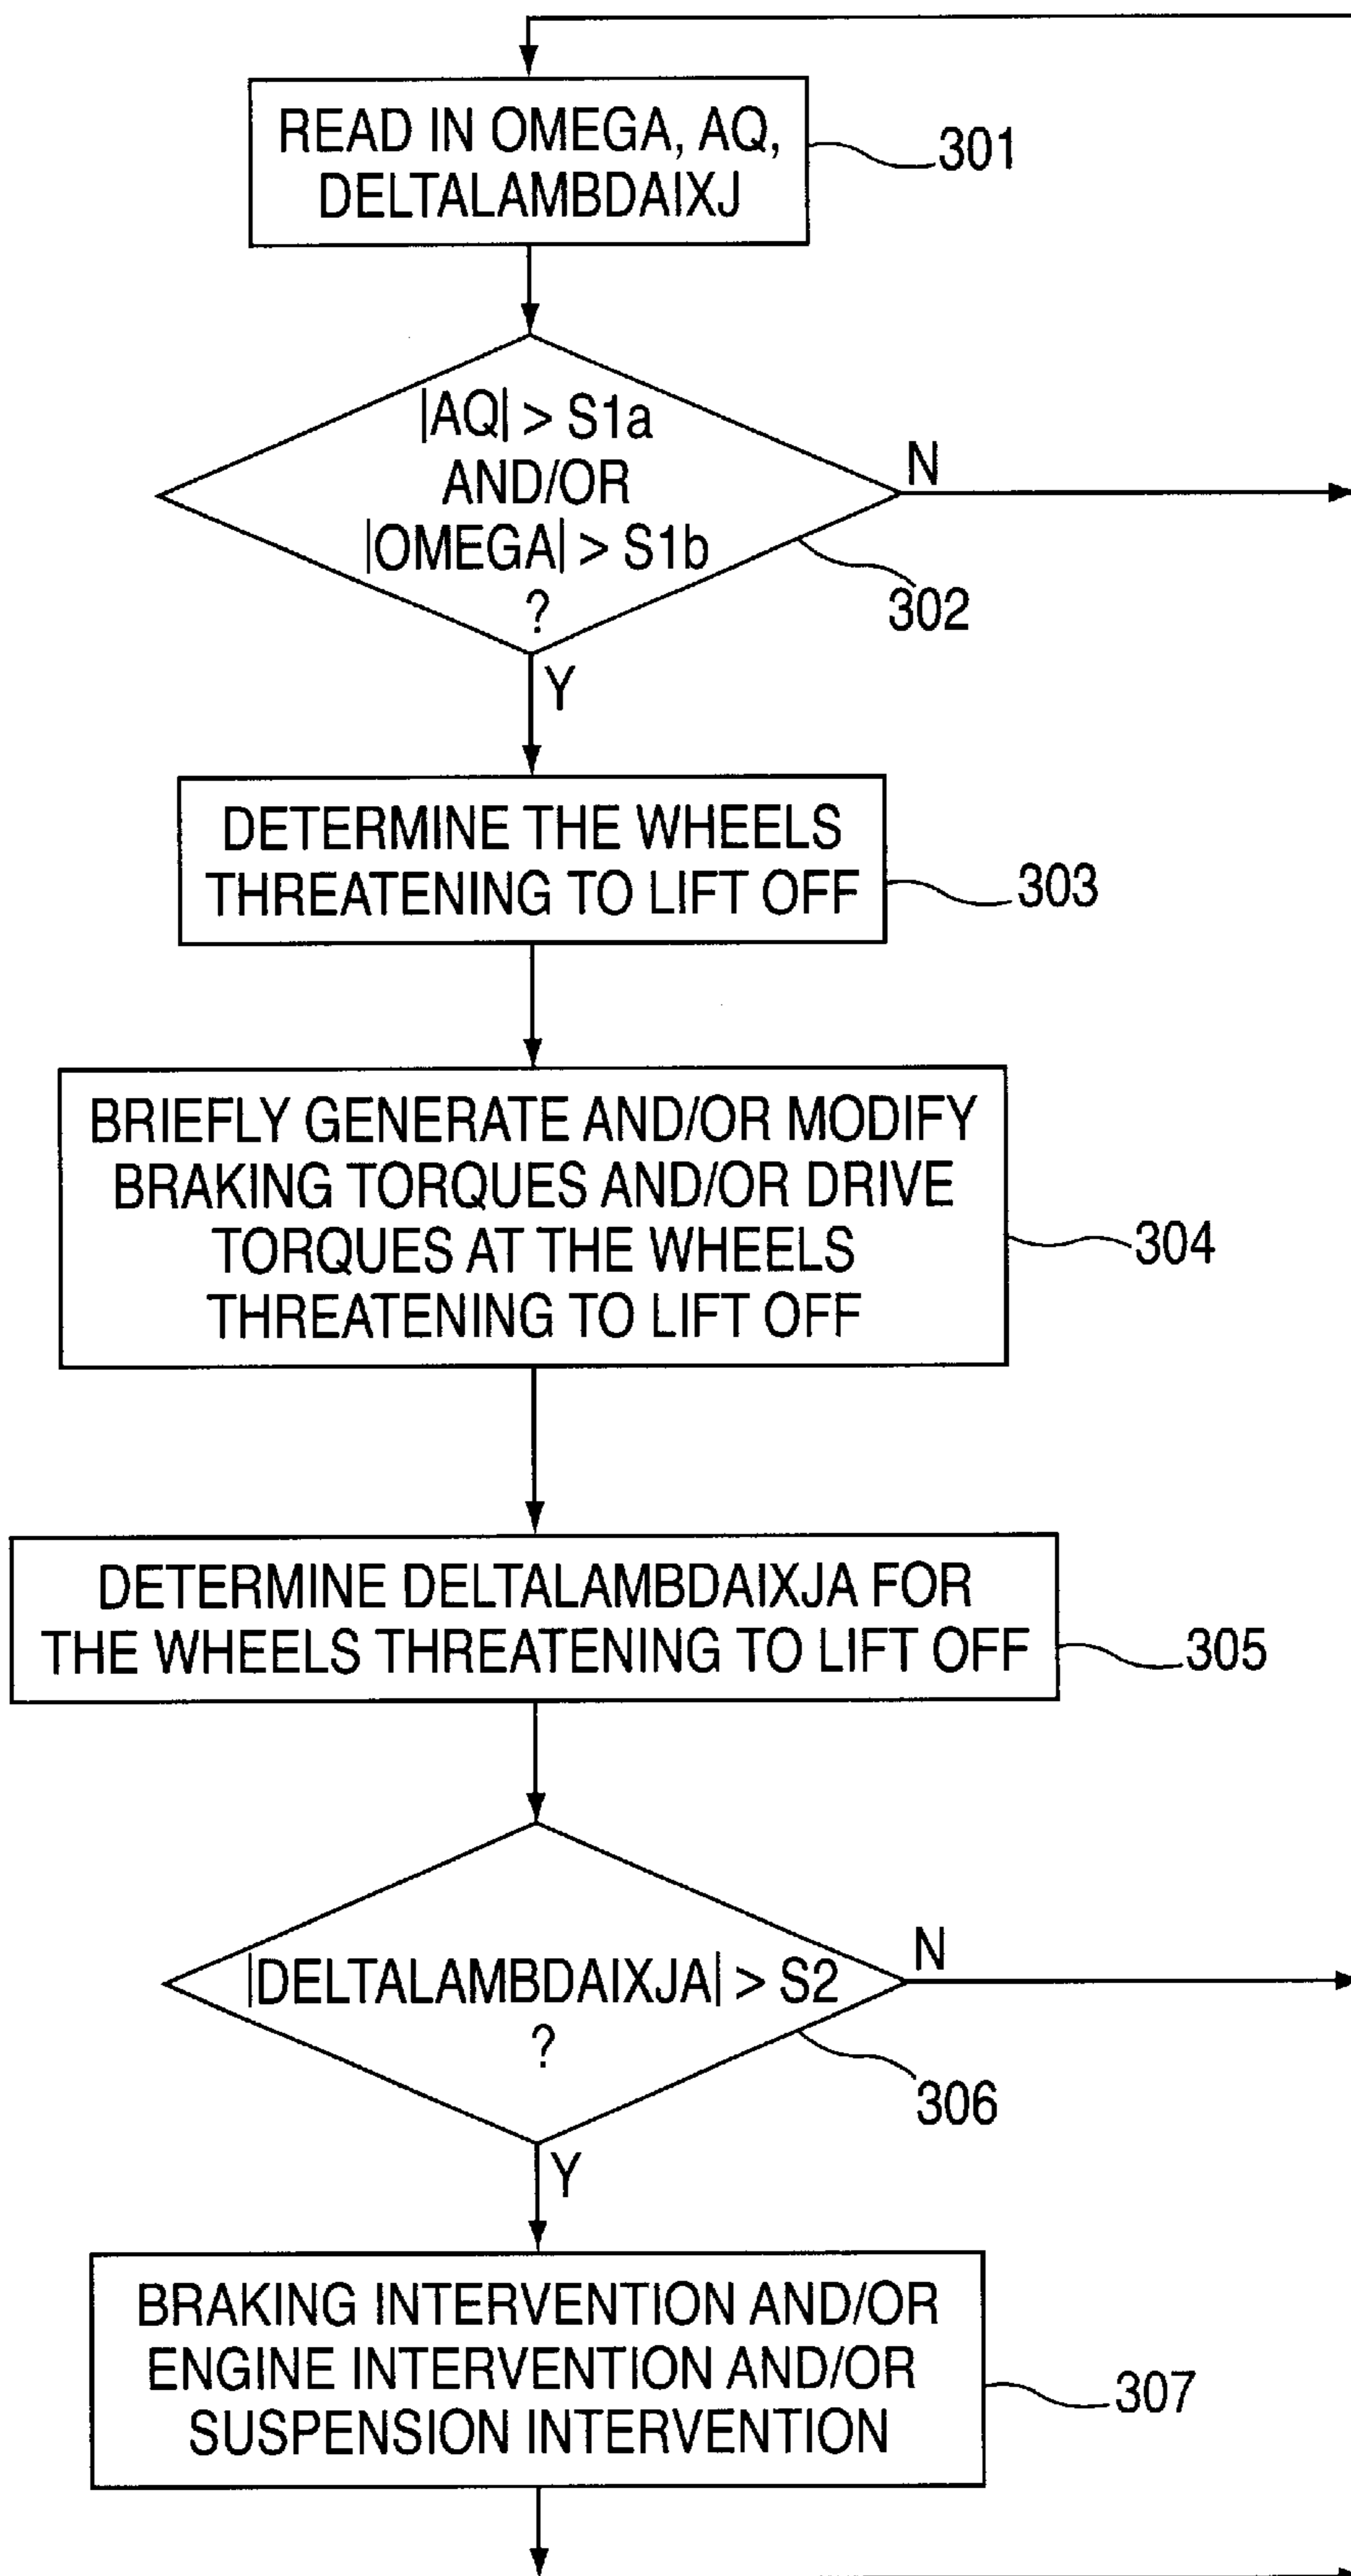 READ IN OMEGA, AQ,
DELTALAMBDAIXJ
301
|AQ| > S1a
AND/OR
|OMEGA| > S1b
?
N
302
Y
DETERMINE THE WHEELS
THREATENING TO LIFT OFF
303
BRIEFLY GENERATE AND/OR MODIFY
BRAKING TORQUES AND/OR DRIVE
TORQUES AT THE WHEELS
THREATENING TO LIFT OFF
304
DETERMINE DELTALAMBDAIXJA FOR
THE WHEELS THREATENING TO LIFT OFF
305
|DELTALAMBDAIXJA| > S2
?
N
306
Y
BRAKING INTERVENTION AND/OR
ENGINE INTERVENTION AND/OR
SUSPENSION INTERVENTION
307